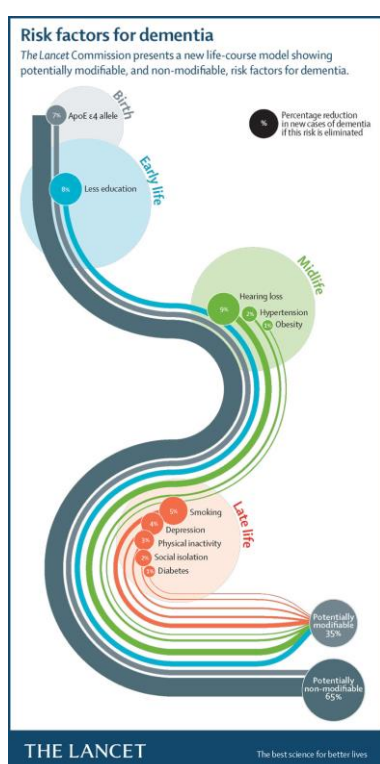 Risk factors for dementia
The Lancet Commission presents a new life-course model showing
potentially modifiable, and non-modifiable, risk factors for dementia.
Birth
7%
ApoE ε4 allele
%
Percentage reduction
in new cases of dementia
if this risk is eliminated
Early life
8%
Less education
Midlife
Hearing loss
9%
2%
Hypertension
1%
Obesity
Late life
5%
Smoking
4%
Depression
3%
Physical inactivity
2%
Social isolation
1%
Diabetes
Potentially
modifiable
35%
Potentially
non-modifiable
65%
THE LANCET
The best science for better lives